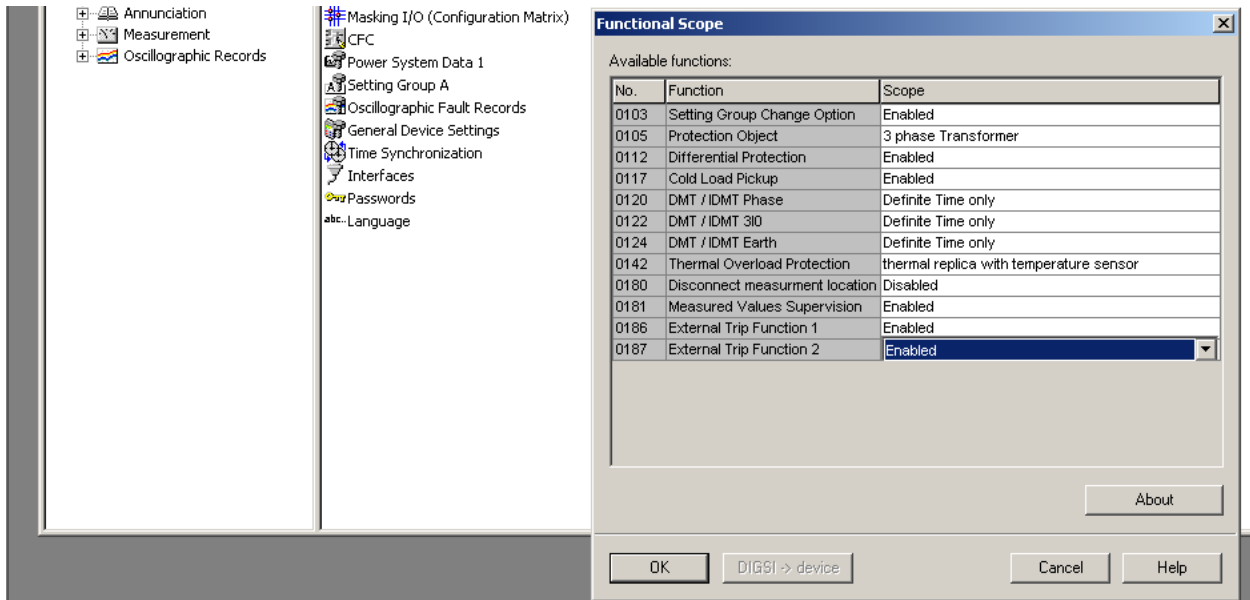 Annunciation
Measurement
Oscillographic Records
Masking I/O (Configuration Matrix)
CFC
Power System Data 1
Setting Group A
Oscillographic Fault Records
General Device Settings
Time Synchronization
Interfaces
Passwords
abc.. Language
Functional Scope
Available functions:
No. Function Scope
0103 Setting Group Change Option Enabled
0105 Protection Object 3 phase Transformer
0112 Differential Protection Enabled
0117 Cold Load Pickup Enabled
0120 DMT / IDMT Phase Definite Time only
0122 DMT / IDMT 3I0 Definite Time only
0124 DMT / IDMT Earth Definite Time only
0142 Thermal Overload Protection thermal replica with temperature sensor
0180 Disconnect measurment location Disabled
0181 Measured Values Supervision Enabled
0186 External Trip Function 1 Enabled
0187 External Trip Function 2 Enabled
About
OK DIGSI -> device Cancel Help